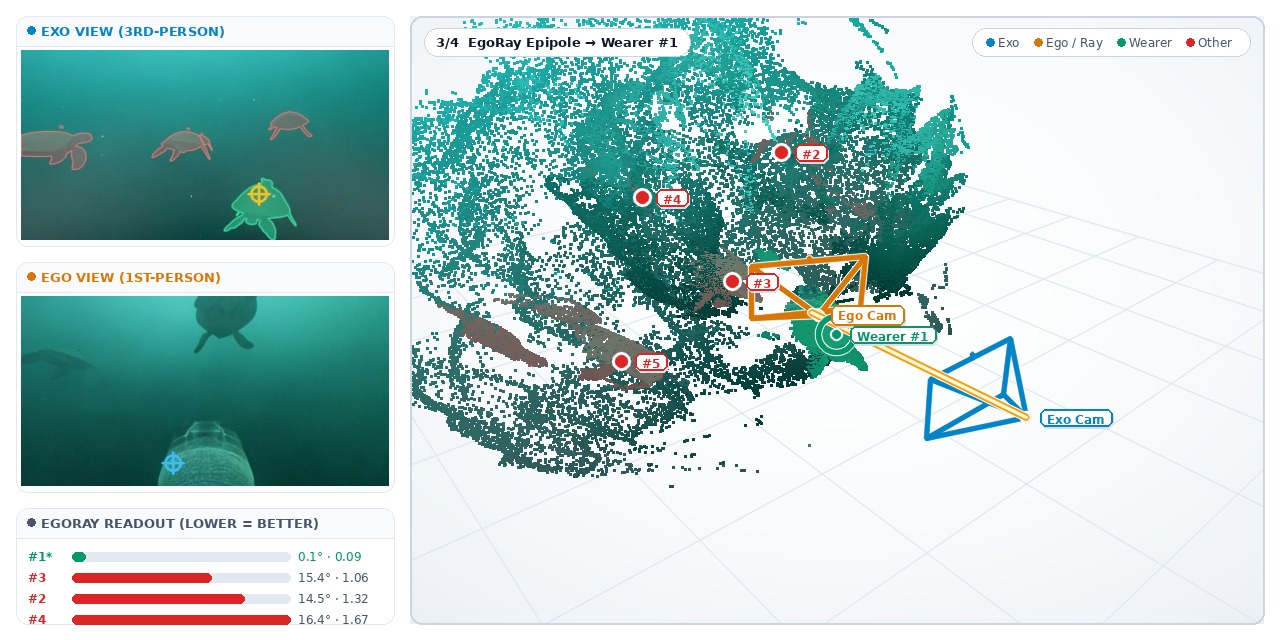 EXO VIEW (3RD-PERSON)
EGO VIEW (1ST-PERSON)
EGORAY READOUT (LOWER = BETTER)
#1* 0.1° · 0.09
#3 15.4° · 1.06
#2 14.5° · 1.32
#4 16.4° · 1.67
3/4 EgoRay Epipole → Wearer #1
Exo Ego / Ray Wearer Other
#2
#4
#3
Ego Cam
Wearer #1
#5
Exo Cam